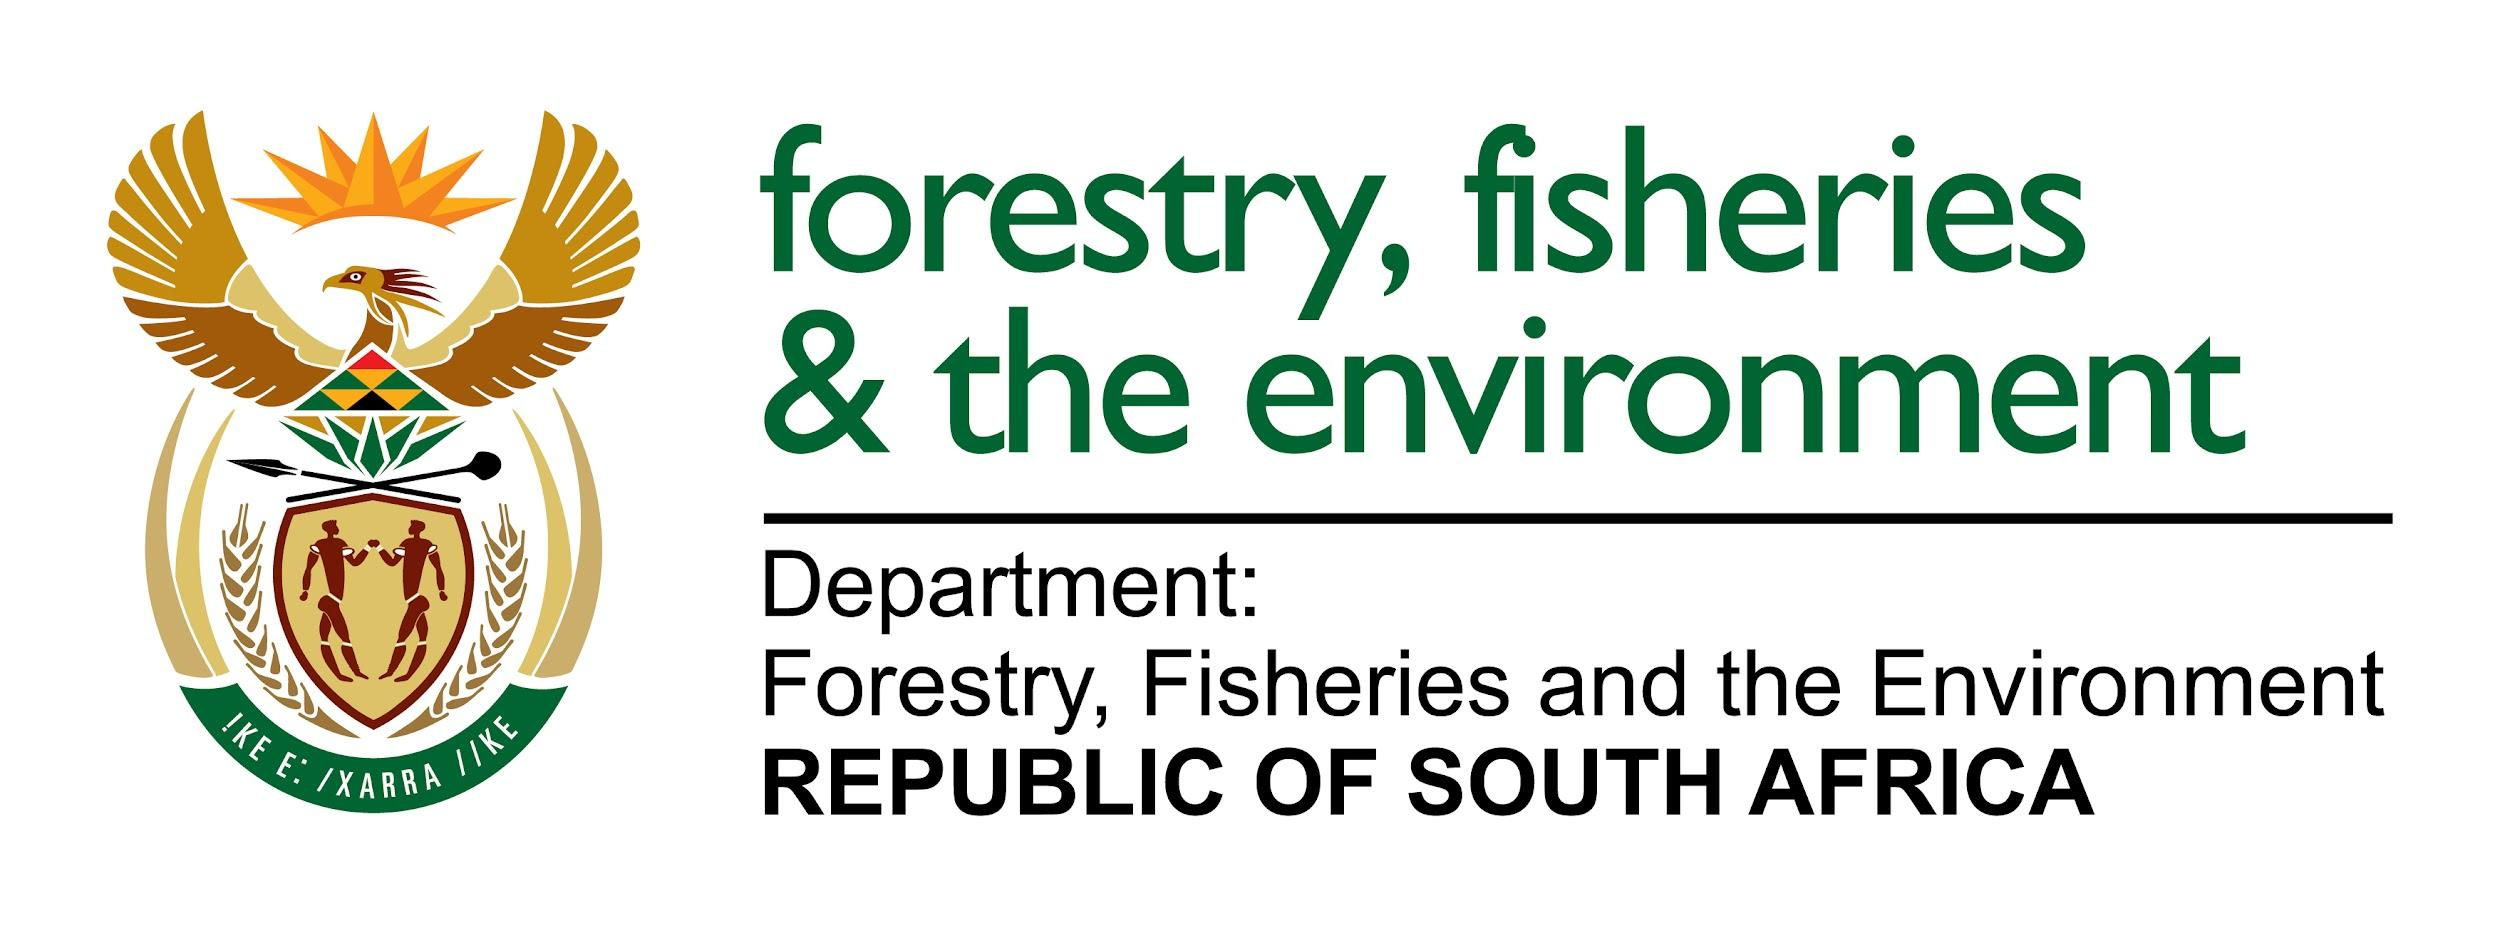 forestry, fisheries
& the environment
Department:
Forestry, Fisheries and the Environment
REPUBLIC OF SOUTH AFRICA
!KE E: /XARRA //KE